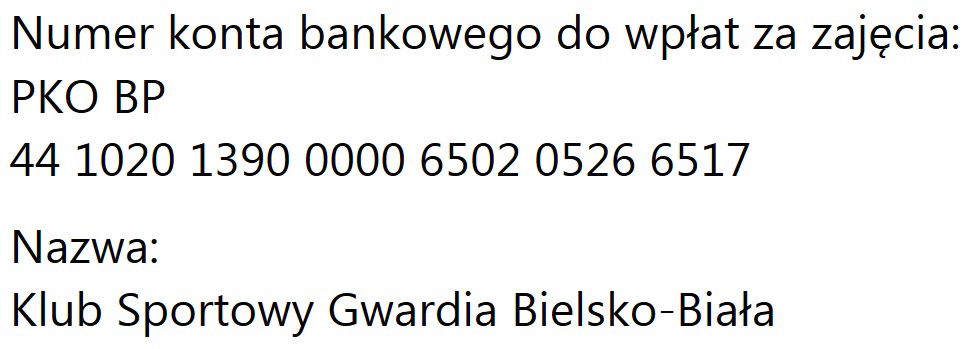 Numer konta bankowego do wpłat za zajęcia:
PKO BP
44 1020 1390 0000 6502 0526 6517
Nazwa:
Klub Sportowy Gwardia Bielsko-Biała